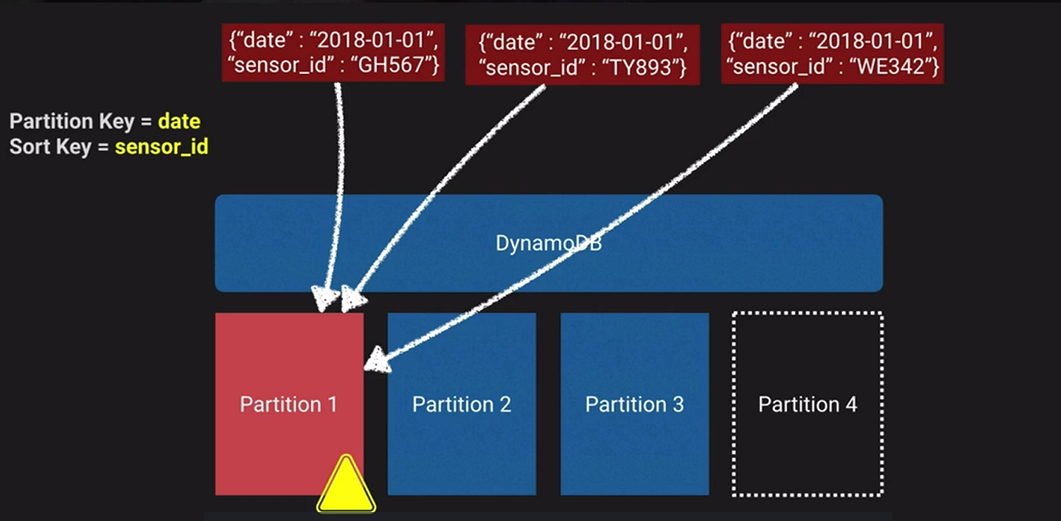 {“date” : “2018-01-01”,
“sensor_id” : “GH567”}
{“date” : “2018-01-01”,
“sensor_id” : “TY893”}
{“date” : “2018-01-01”,
“sensor_id” : “WE342”}
Partition Key = date
Sort Key = sensor_id
DynamoDB
Partition 1
Partition 2
Partition 3
Partition 4